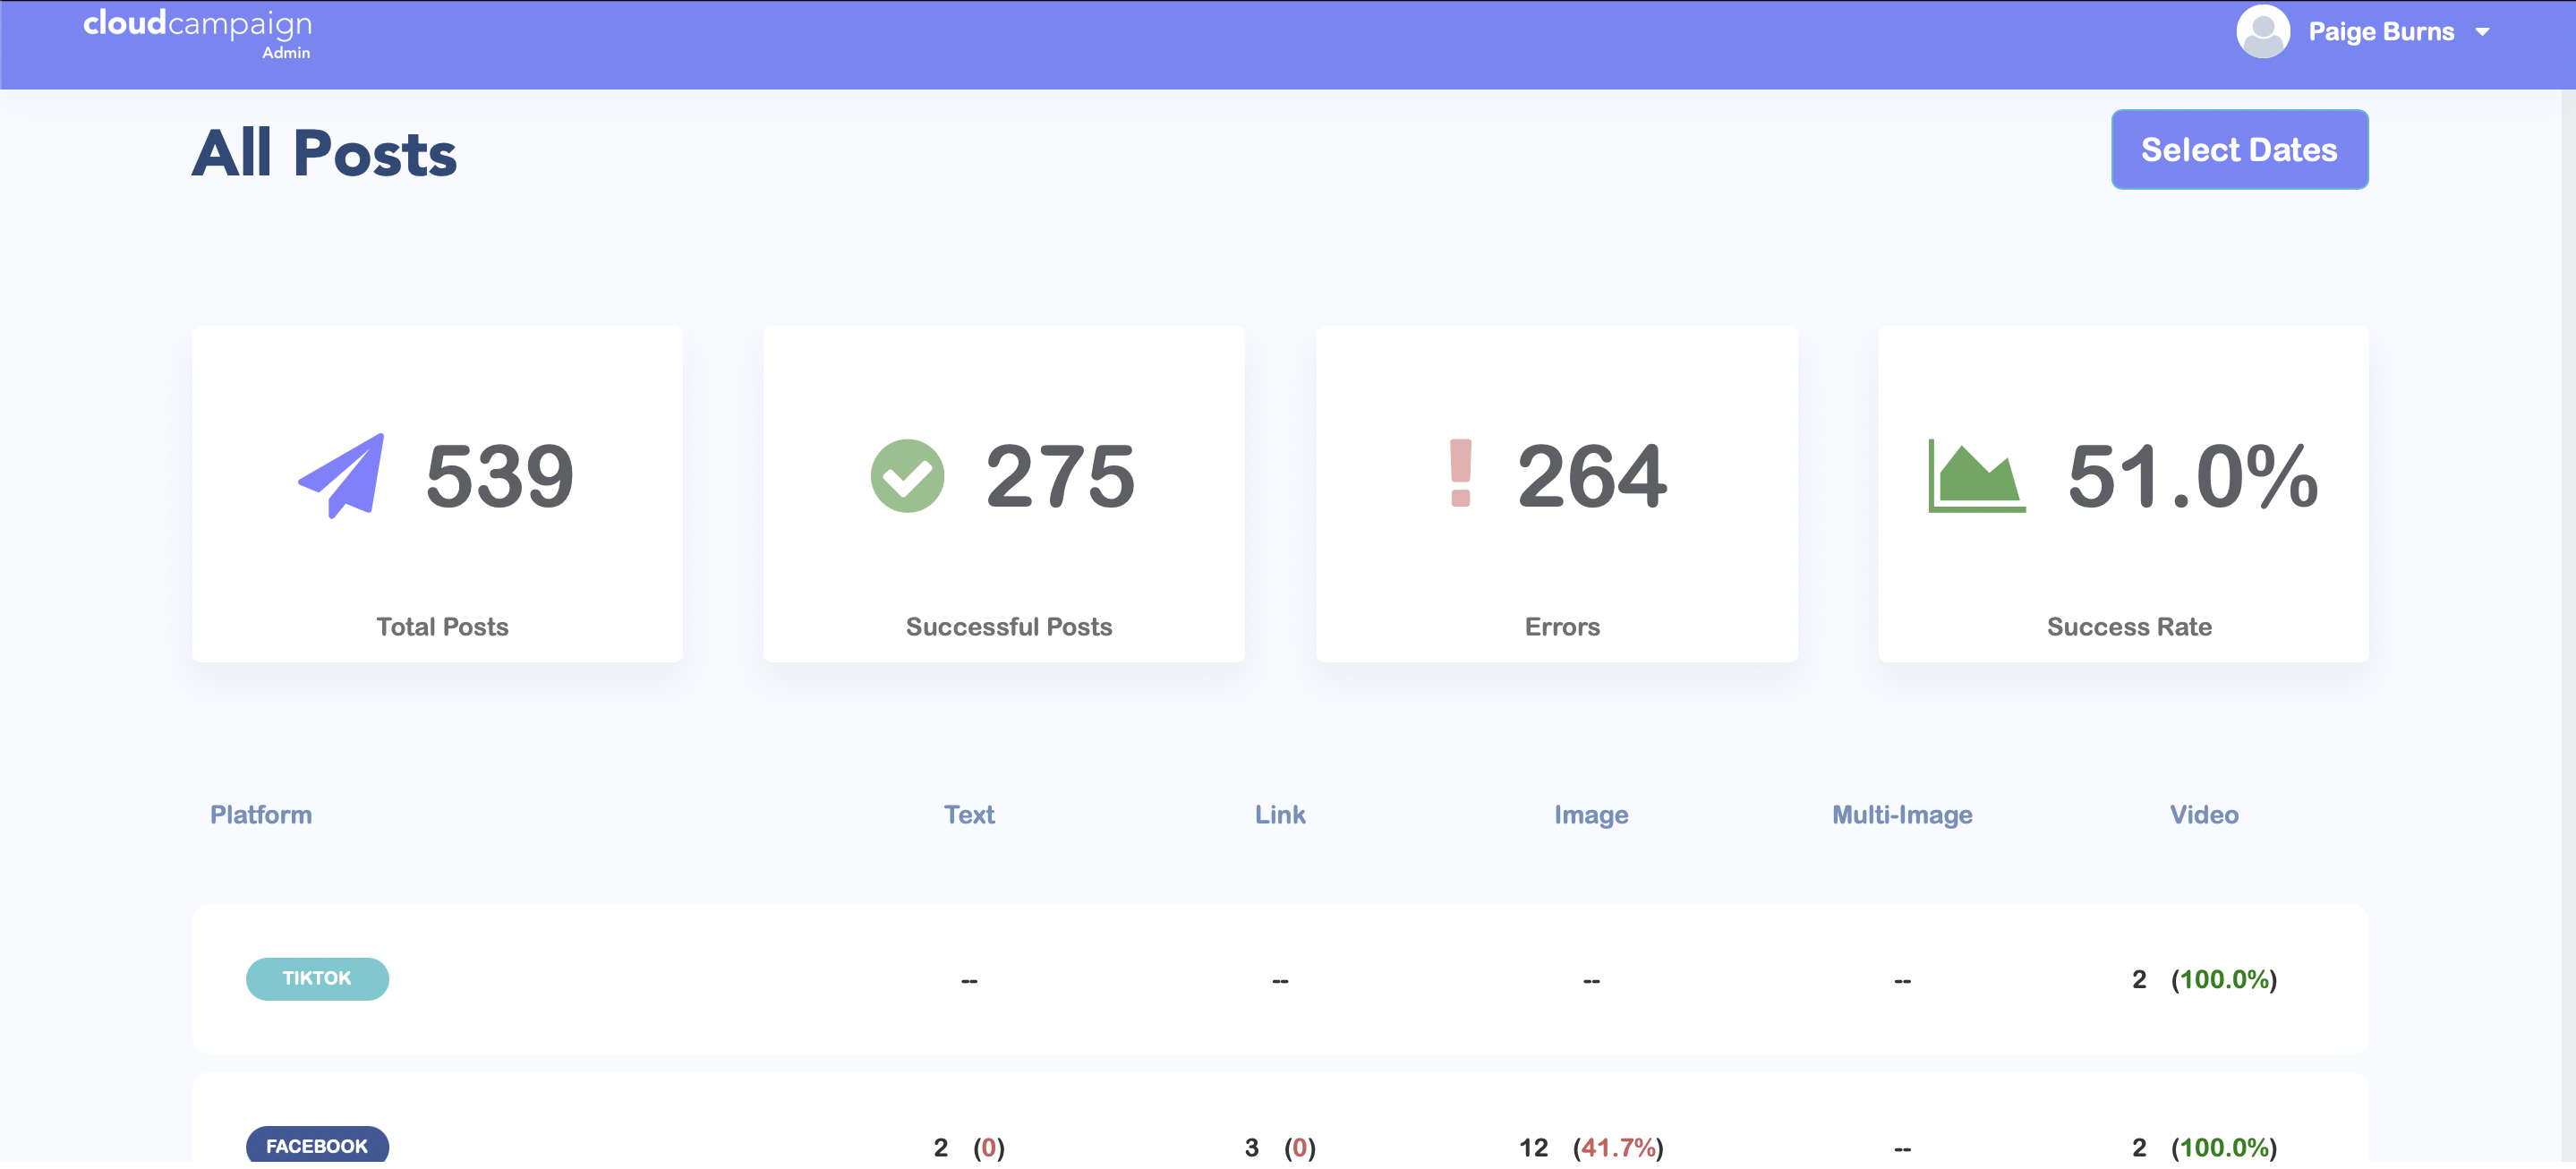 cloudcampaign
Admin
Paige Burns
All Posts
Select Dates
539
Total Posts
275
Successful Posts
264
Errors
51.0%
Success Rate
Platform Text Link Image Multi-Image Video
TIKTOK -- -- -- -- 2 (100.0%)
FACEBOOK 2 (0) 3 (0) 12 (41.7%) -- 2 (100.0%)